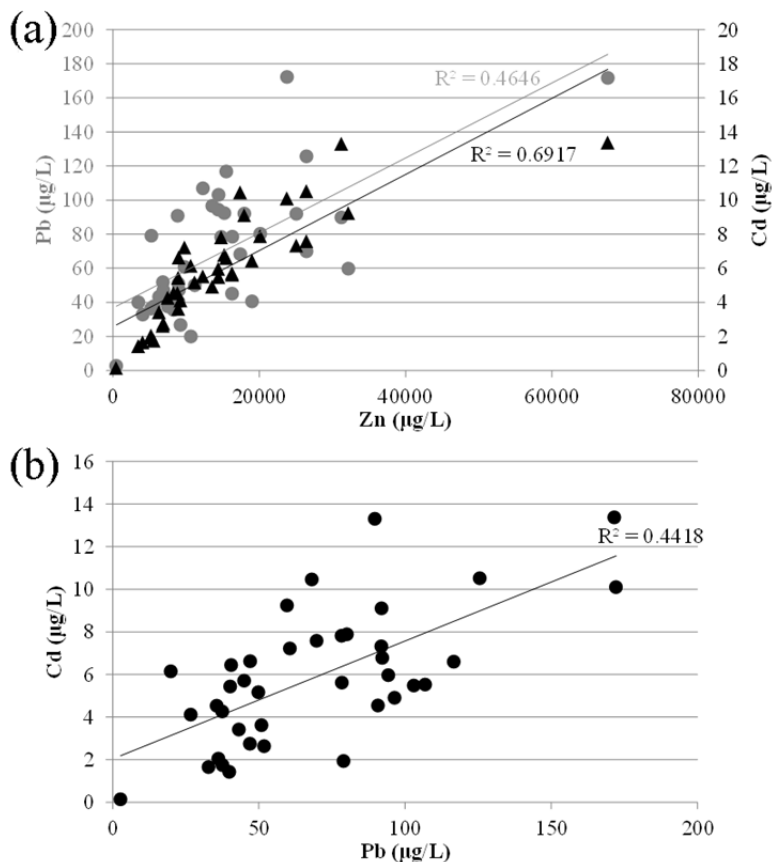 (a)
200
180
160
140
120
100
80
60
40
20
0
Pb (µg/L)
R² = 0.4646
R² = 0.6917
20
18
16
14
12
10
8
6
4
2
0
Cd (µg/L)
0 20000 40000 60000 80000
Zn (µg/L)
(b)
16
14
12
10
8
6
4
2
0
Cd (µg/L)
R² = 0.4418
0 50 100 150 200
Pb (µg/L)